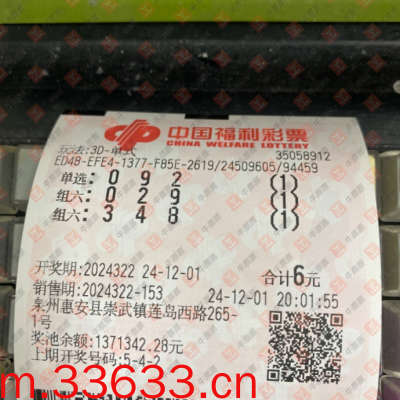 中国福利彩票
CHINA WELFARE LOTTERY
玩法:3D-单式
35058912
ED48-EFE4-1377-F85E-2619/24509605/94459
单选: 0 9 2 (1)
组六: 0 2 9 (1)
组六: 3 4 8 (1)
开奖期:2024322 24-12-01 合计6元
销售期:2024322-153 24-12-01 20:01:55
泉州惠安县崇武镇莲岛西路265-
1号
奖池余额:1371342.28元
上期开奖号码:5-4-2
m.33633.cn